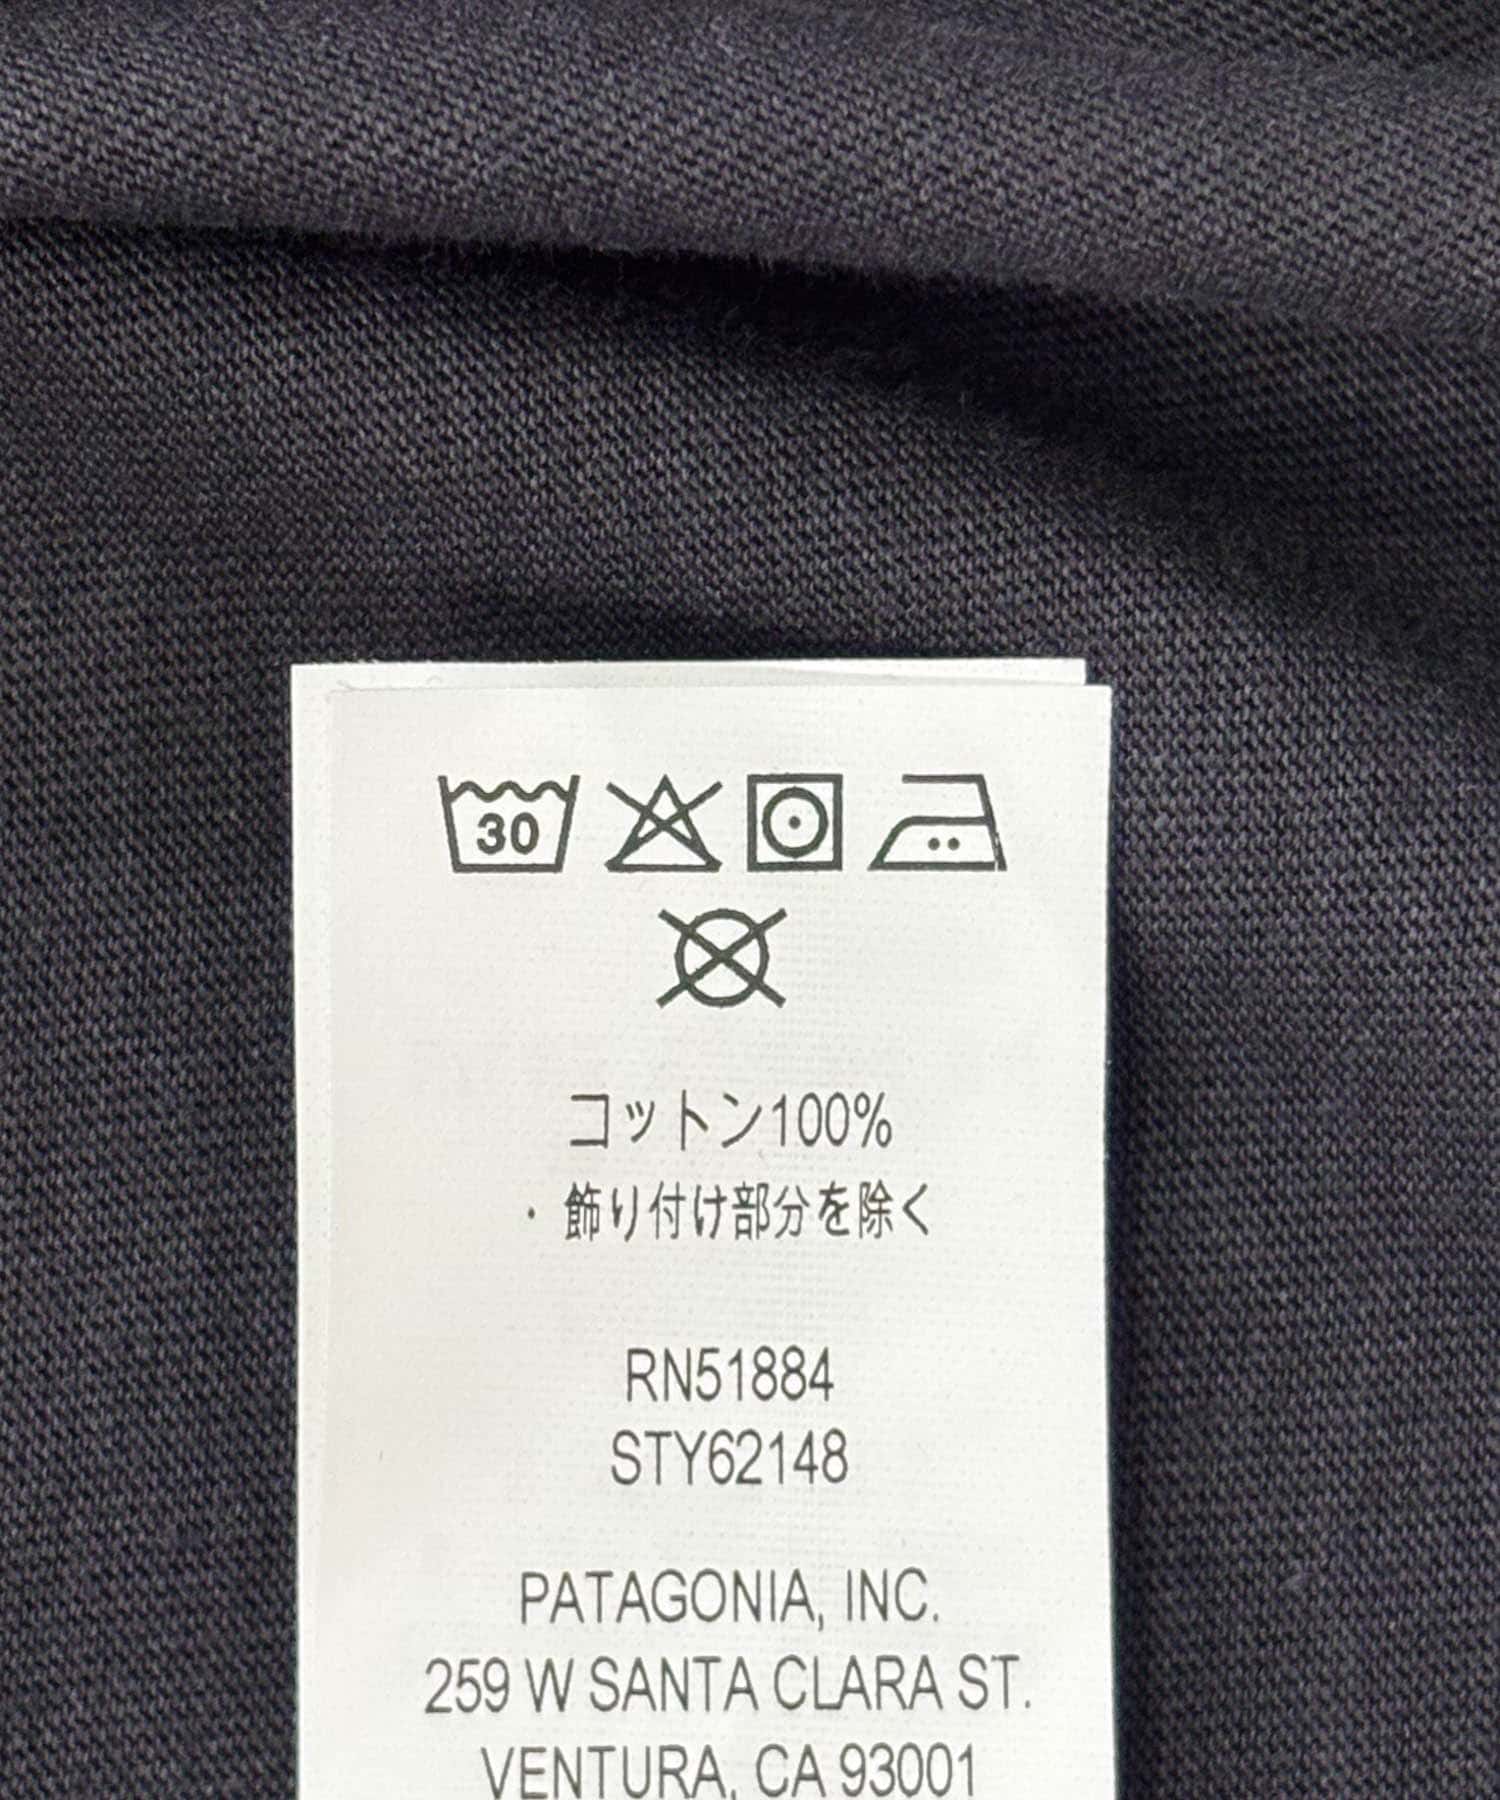 30
コットン100%
・飾り付け部分を除く
RN51884
STY62148
PATAGONIA, INC.
259 W SANTA CLARA ST.
VENTURA, CA 93001